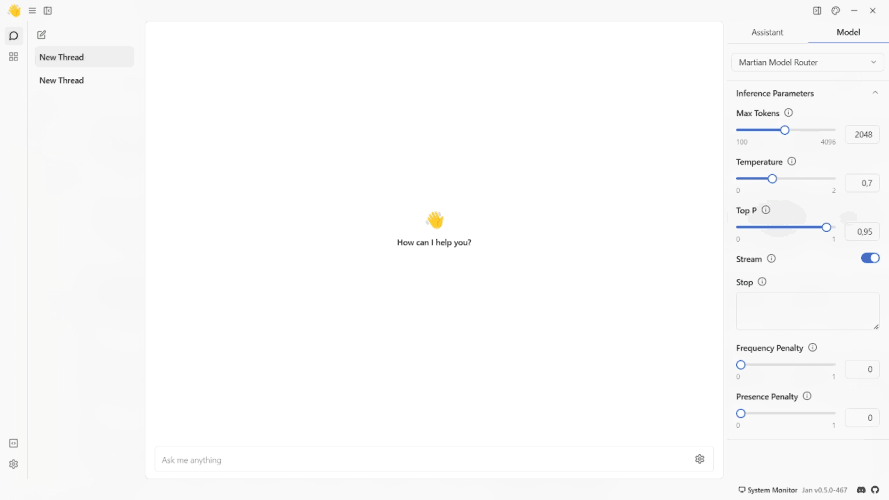 Assistant
Model
New Thread
New Thread
Martian Model Router
Inference Parameters
Max Tokens
2048
100
4096
Temperature
0,7
0
2
Top P
0,95
0
1
Stream
Stop
Frequency Penalty
0
0
1
Presence Penalty
0
0
1
How can I help you?
Ask me anything
System Monitor Jan v0.5.0-467